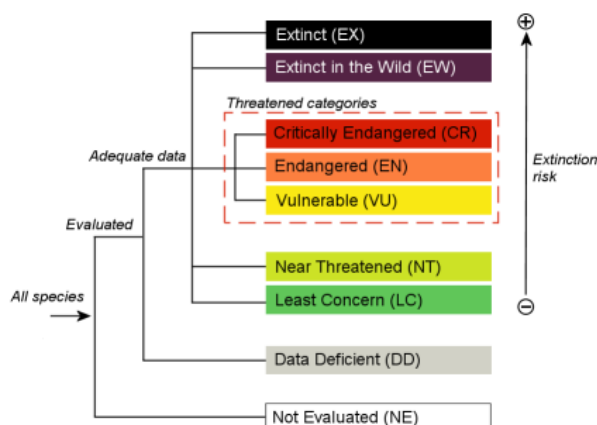 Extinct (EX)
Extinct in the Wild (EW)
Threatened categories
Critically Endangered (CR)
Adequate data
Endangered (EN)
Extinction
risk
Vulnerable (VU)
Evaluated
Near Threatened (NT)
All species
Least Concern (LC)
Data Deficient (DD)
Not Evaluated (NE)